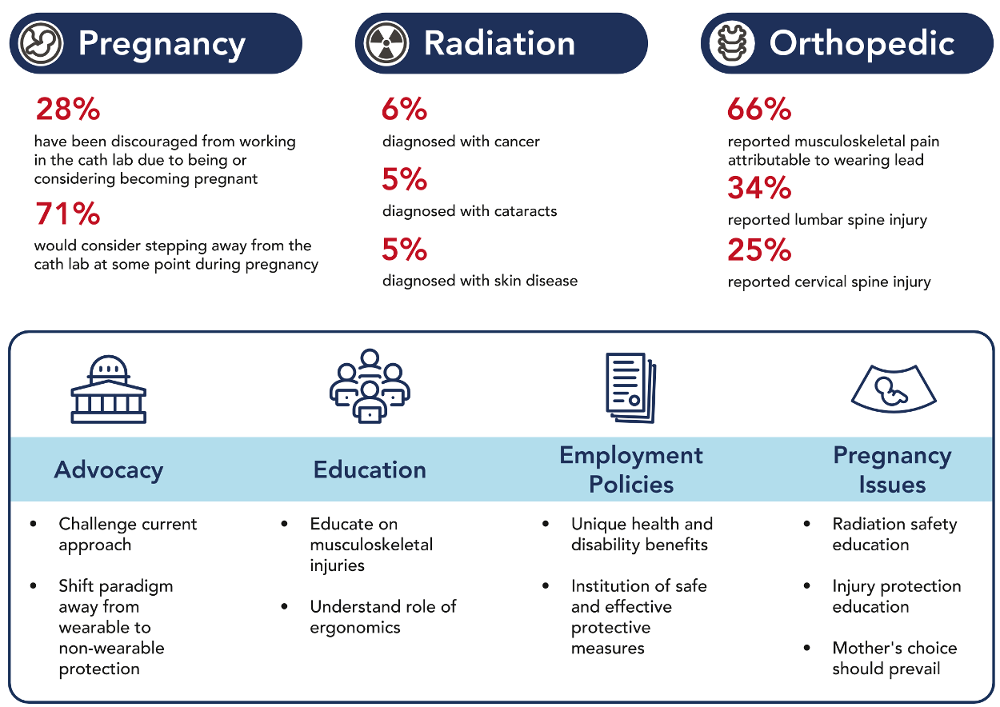 Pregnancy
28%
have been discouraged from working
in the cath lab due to being or
considering becoming pregnant
71%
would consider stepping away from the
cath lab at some point during pregnancy
Radiation
6%
diagnosed with cancer
5%
diagnosed with cataracts
5%
diagnosed with skin disease
Orthopedic
66%
reported musculoskeletal pain
attributable to wearing lead
34%
reported lumbar spine injury
25%
reported cervical spine injury
Advocacy
• Challenge current
approach
• Shift paradigm
away from
wearable to
non-wearable
protection
Education
• Educate on
musculoskeletal
injuries
• Understand role of
ergonomics
Employment
Policies
• Unique health and
disability benefits
• Institution of safe
and effective
protective
measures
Pregnancy
Issues
• Radiation safety
education
• Injury protection
education
• Mother's choice
should prevail